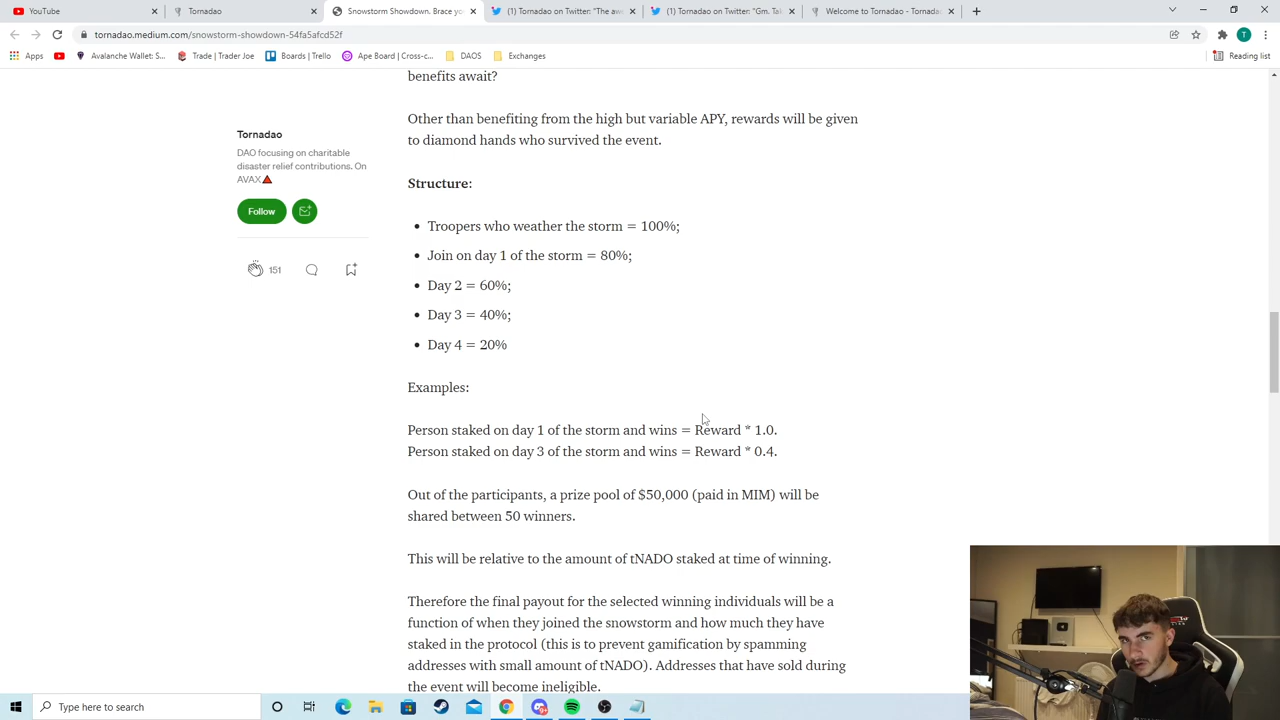 YouTube
Tornadao
Snowstorm Showdown. Brace yo
(1) Tornadao on Twitter: "The aw
(1) Tornadao on Twitter: "Gm. Tak
Welcome to Tornadao - Tornadac
tornadao.medium.com/snowstorm-showdown-54fa5afcd52f
T
Apps
Avalanche Wallet: S...
Trade | Trader Joe
Boards | Trello
Ape Board | Cross-c...
DAOS
Exchanges
Reading list
benefits await?
Other than benefiting from the high but variable APY, rewards will be given
to diamond hands who survived the event.
Tornadao
DAO focusing on charitable
disaster relief contributions. On
AVAX
Follow
151
Structure:
• Troopers who weather the storm = 100%;
• Join on day 1 of the storm = 80%;
• Day 2 = 60%;
• Day 3 = 40%;
• Day 4 = 20%
Examples:
Person staked on day 1 of the storm and wins = Reward * 1.0.
Person staked on day 3 of the storm and wins = Reward * 0.4.
Out of the participants, a prize pool of $50,000 (paid in MIM) will be
shared between 50 winners.
This will be relative to the amount of tNADO staked at time of winning.
Therefore the final payout for the selected winning individuals will be a
function of when they joined the snowstorm and how much they have
staked in the protocol (this is to prevent gamification by spamming
addresses with small amount of tNADO). Addresses that have sold during
the event will become ineligible.
Type here to search